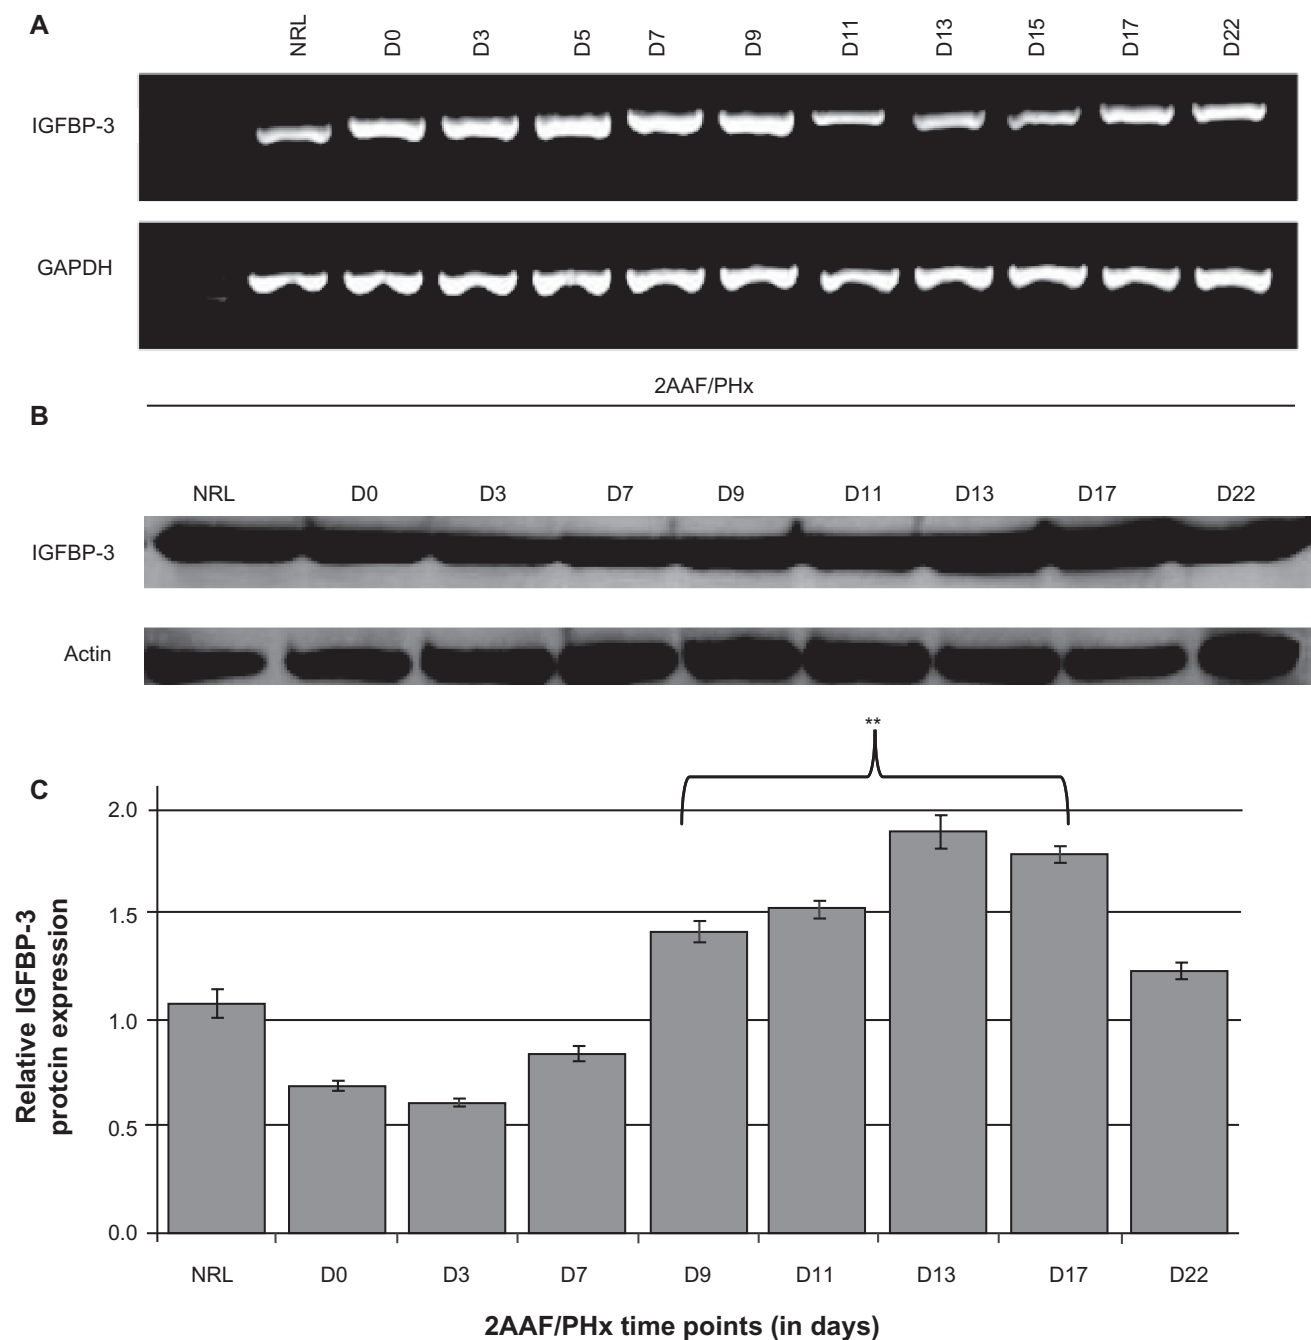 A
NRL D0 D3 D5 D7 D9 D11 D13 D15 D17 D22
IGFBP-3
GAPDH
2AAF/PHx
B
NRL D0 D3 D7 D9 D11 D13 D17 D22
IGFBP-3
Actin
**
C
2.0
1.5
1.0
0.5
0.0
Relative IGFBP-3
protcin expression
NRL D0 D3 D7 D9 D11 D13 D17 D22
2AAF/PHx time points (in days)